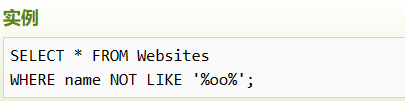 实例
SELECT * FROM Websites
WHERE name NOT LIKE '%oo%';